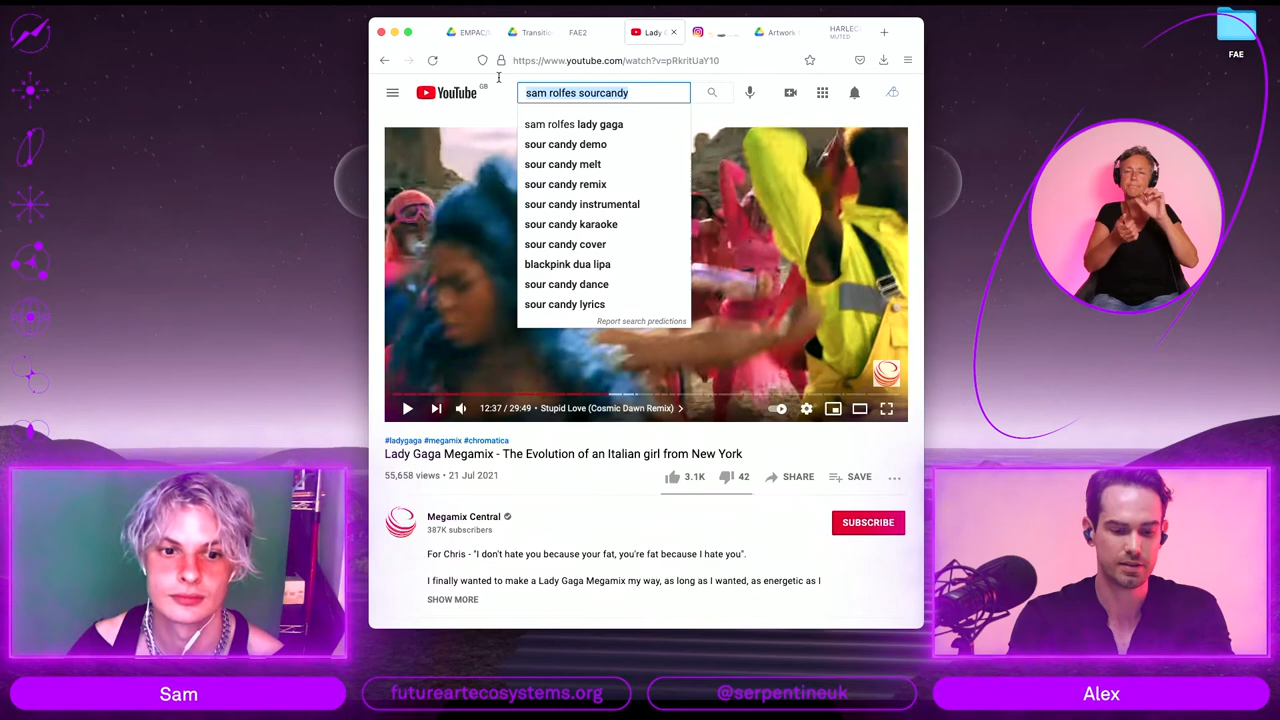 EMPAC/
Transitio
FAE2
Lady
Artwork
HARLEC
MUTED
FAE
https://www.youtube.com/watch?v=pRkritUaY10
YouTube GB
sam rolfes sourcandy
sam rolfes lady gaga
sour candy demo
sour candy melt
sour candy remix
sour candy instrumental
sour candy karaoke
sour candy cover
blackpink dua lipa
sour candy dance
sour candy lyrics
Report search predictions
12:37 / 29:49 • Stupid Love (Cosmic Dawn Remix)
#ladygaga #megamix #chromatica
Lady Gaga Megamix - The Evolution of an Italian girl from New York
55,658 views • 21 Jul 2021
3.1K
42
SHARE
SAVE
Megamix Central
387K subscribers
SUBSCRIBE
For Chris - "I don't hate you because your fat, you're fat because I hate you".
I finally wanted to make a Lady Gaga Megamix my way, as long as I wanted, as energetic as I
SHOW MORE
Sam
futureartecosystems.org
@serpentineuk
Alex